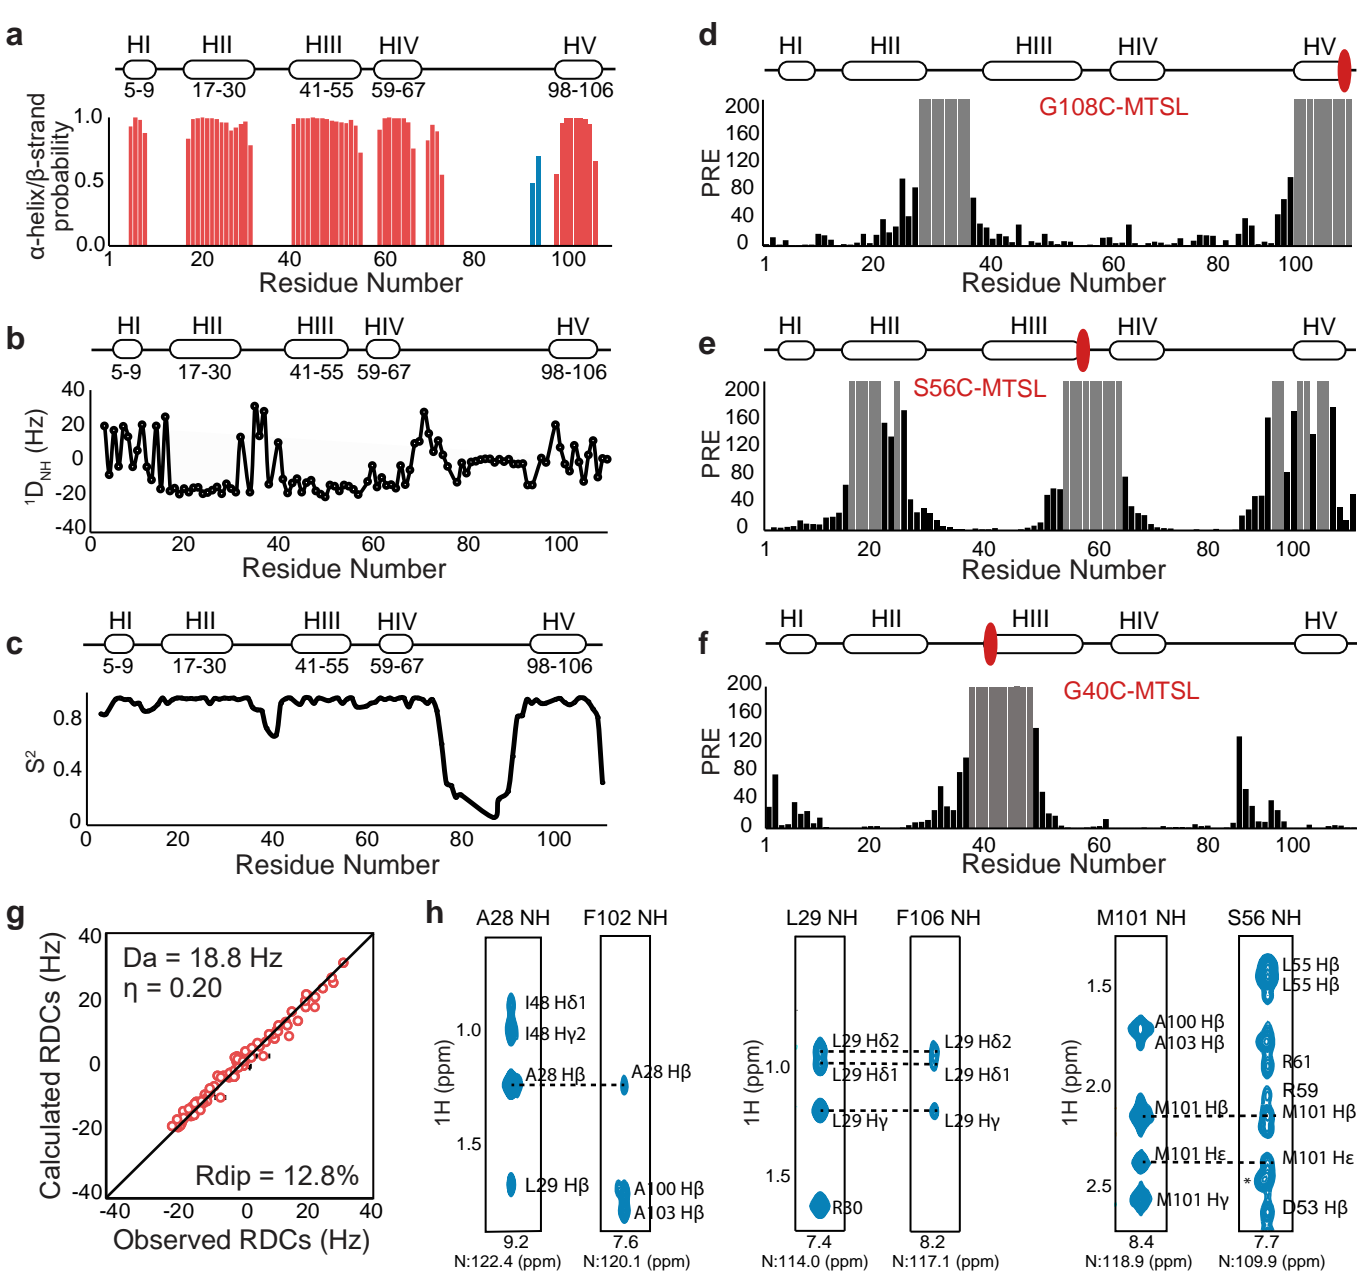 a
HI HII HIII HIV HV
5-9 17-30 41-55 59-67 98-106
α-helix/β-strand
probability
1.0
0.5
0.0
1 20 40 60 80 100
Residue Number
b
HI HII HIII HIV HV
5-9 17-30 41-55 59-67 98-106
¹D_NH (Hz)
40
20
0
-20
-40
0 20 40 60 80 100
Residue Number
c
HI HII HIII HIV HV
5-9 17-30 41-55 59-67 98-106
S²
0.8
0.4
0
0 20 40 60 80 100
Residue Number
d
HI HII HIII HIV HV
G108C-MTSL
PRE
200
160
120
80
40
0
1 20 40 60 80 100
Residue Number
e
HI HII HIII HIV HV
S56C-MTSL
PRE
200
160
120
80
40
0
1 20 40 60 80 100
Residue Number
f
HI HII HIII HIV HV
G40C-MTSL
PRE
200
160
120
80
40
0
1 20 40 60 80 100
Residue Number
g
Calculated RDCs (Hz)
40
20
0
-20
-40
Da = 18.8 Hz
η = 0.20
Rdip = 12.8%
-40 -20 0 20 40
Observed RDCs (Hz)
h
A28 NH F102 NH
1H (ppm)
1.0
1.5
I48 Hδ1
I48 Hγ2
A28 Hβ A28 Hβ
L29 Hβ A100 Hβ
A103 Hβ
9.2 7.6
N:122.4 (ppm) N:120.1 (ppm)
L29 NH F106 NH
1H (ppm)
1.0
1.5
L29 Hδ2 L29 Hδ2
L29 Hδ1 L29 Hδ1
L29 Hγ L29 Hγ
R30
7.4 8.2
N:114.0 (ppm) N:117.1 (ppm)
M101 NH S56 NH
1H (ppm)
1.5
2.0
2.5
L55 Hβ
L55 Hβ
A100 Hβ
A103 Hβ
R61
R59
M101 Hβ M101 Hβ
M101 Hε M101 Hε
*
M101 Hγ D53 Hβ
8.4 7.7
N:118.9 (ppm) N:109.9 (ppm)